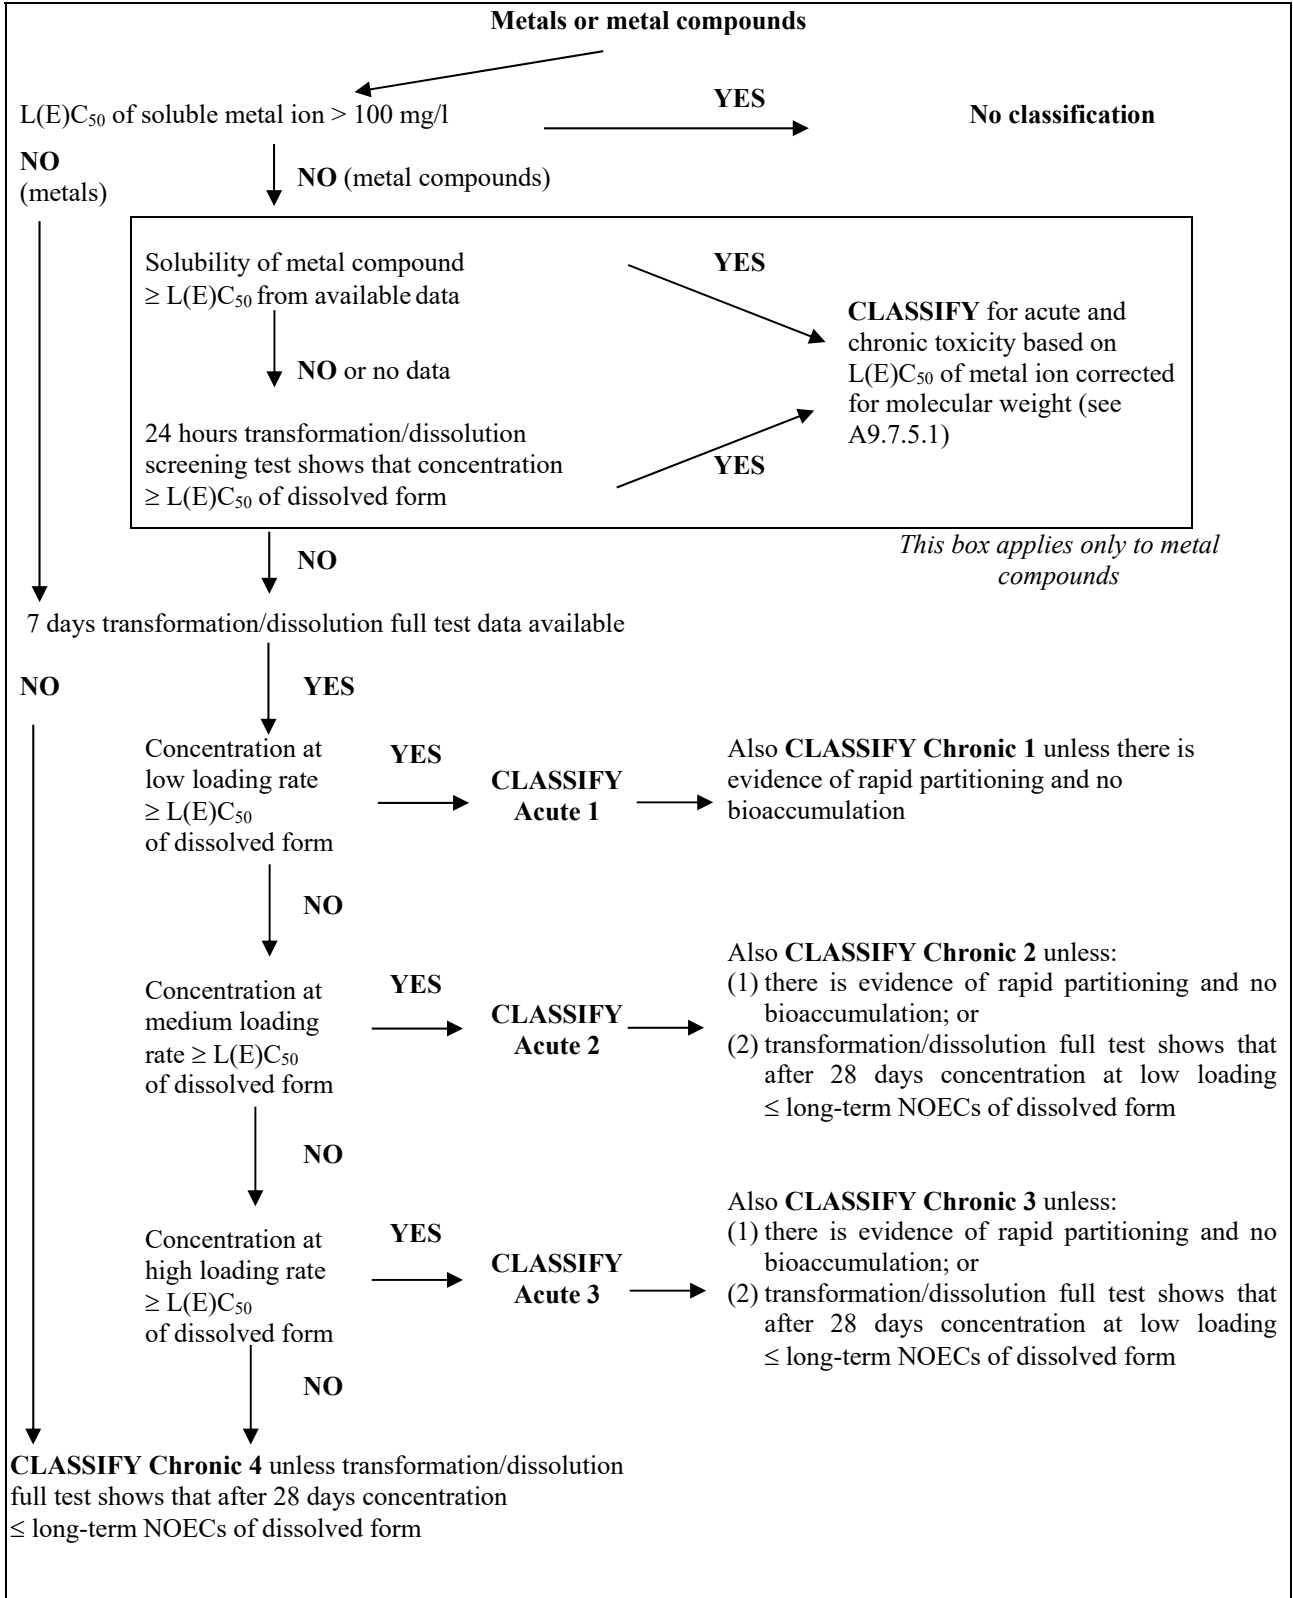 Metals or metal compounds
L(E)C₅₀ of soluble metal ion > 100 mg/l
YES
No classification
NO
(metals)
NO (metal compounds)
Solubility of metal compound
≥ L(E)C₅₀ from available data
YES
NO or no data
CLASSIFY for acute and
chronic toxicity based on
L(E)C₅₀ of metal ion corrected
for molecular weight (see
A9.7.5.1)
24 hours transformation/dissolution
screening test shows that concentration
≥ L(E)C₅₀ of dissolved form
YES
NO
This box applies only to metal
compounds
7 days transformation/dissolution full test data available
NO
YES
Concentration at
low loading rate
≥ L(E)C₅₀
of dissolved form
YES
CLASSIFY
Acute 1
Also CLASSIFY Chronic 1 unless there is
evidence of rapid partitioning and no
bioaccumulation
NO
Concentration at
medium loading
rate ≥ L(E)C₅₀
of dissolved form
YES
CLASSIFY
Acute 2
Also CLASSIFY Chronic 2 unless:
(1) there is evidence of rapid partitioning and no
bioaccumulation; or
(2) transformation/dissolution full test shows that
after 28 days concentration at low loading
≤ long-term NOECs of dissolved form
NO
Concentration at
high loading rate
≥ L(E)C₅₀
of dissolved form
YES
CLASSIFY
Acute 3
Also CLASSIFY Chronic 3 unless:
(1) there is evidence of rapid partitioning and no
bioaccumulation; or
(2) transformation/dissolution full test shows that
after 28 days concentration at low loading
≤ long-term NOECs of dissolved form
NO
CLASSIFY Chronic 4 unless transformation/dissolution
full test shows that after 28 days concentration
≤ long-term NOECs of dissolved form